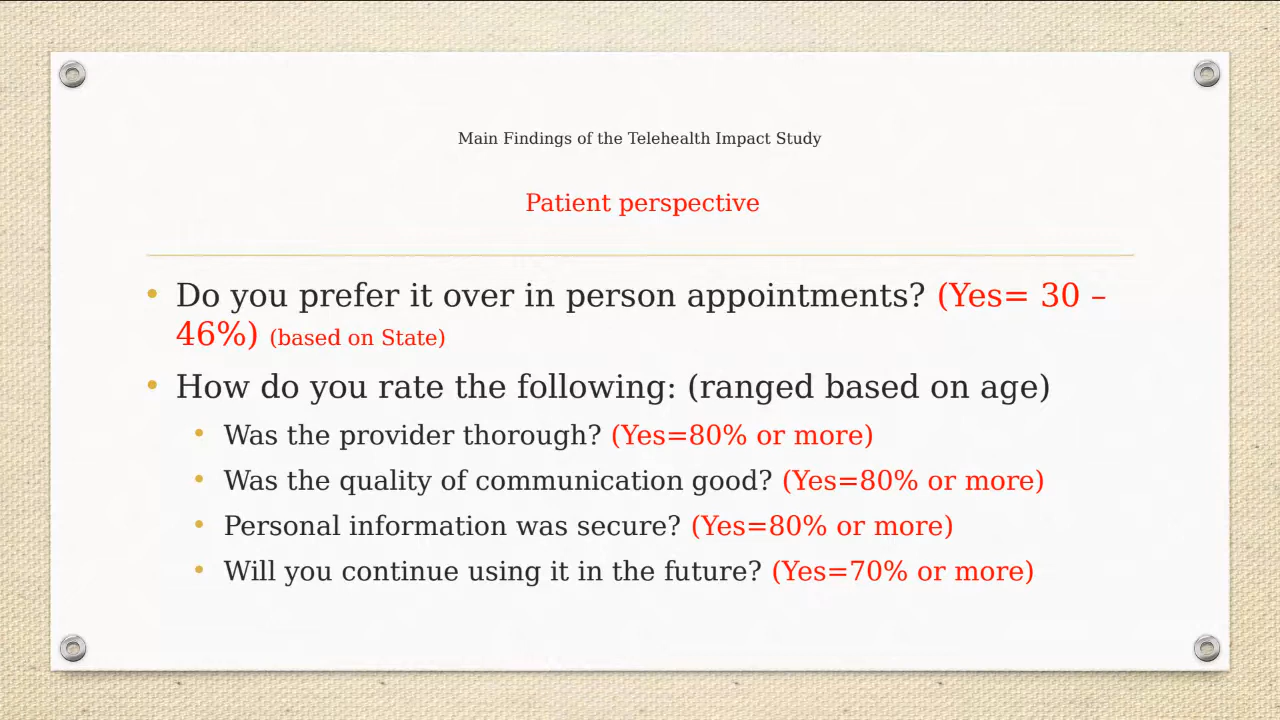 Main Findings of the Telehealth Impact Study
Patient perspective
• Do you prefer it over in person appointments? (Yes= 30 –
46%) (based on State)
• How do you rate the following: (ranged based on age)
• Was the provider thorough? (Yes=80% or more)
• Was the quality of communication good? (Yes=80% or more)
• Personal information was secure? (Yes=80% or more)
• Will you continue using it in the future? (Yes=70% or more)